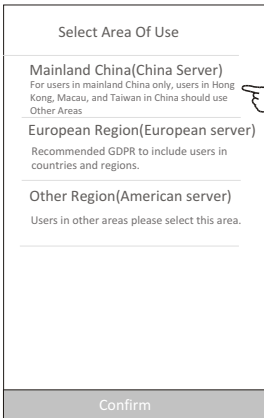 Select Area Of Use
Mainland China(China Server)
For users in mainland China only, users in Hong
Kong, Macau, and Taiwan in China should use
Other Areas
European Region(European server)
Recommended GDPR to include users in
countries and regions.
Other Region(American server)
Users in other areas please select this area.
Confirm